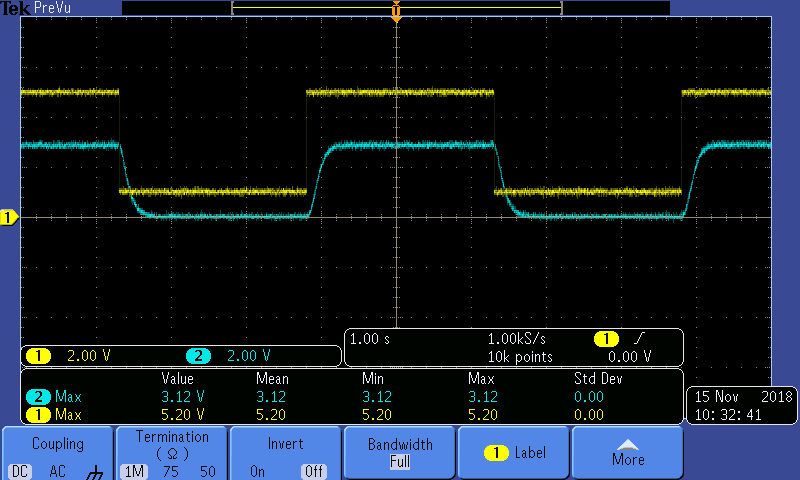 Tek PreVu
T
1
1 2.00 V 2 2.00 V
1.00 s 1.00kS/s 1 0.00 V
10k points
Value Mean Min Max Std Dev
2 Max 3.12 V 3.12 3.12 3.12 0.00
1 Max 5.20 V 5.20 5.20 5.20 0.00
15 Nov 2018
10: 32: 41
Coupling
DC AC
Termination
( Ω )
1M 75 50
Invert
On Off
Bandwidth
Full
1 Label
More